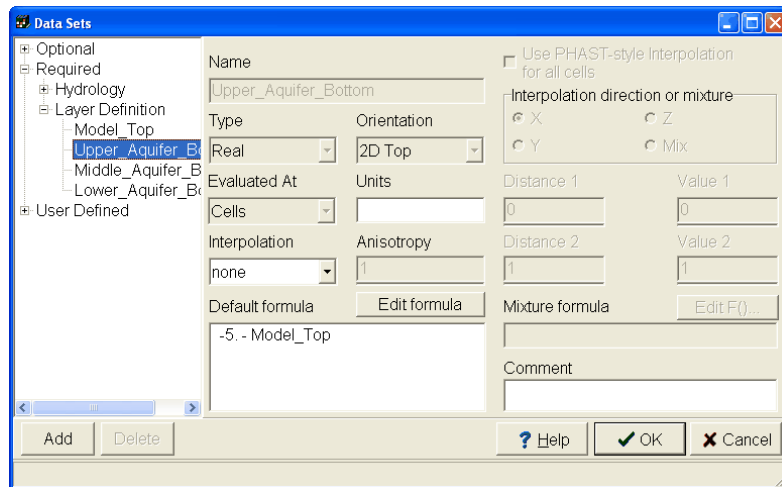 Data Sets
Optional
Required
Hydrology
Layer Definition
Model_Top
Upper_Aquifer_Bo
Middle_Aquifer_B
Lower_Aquifer_Bo
User Defined
Name
Upper_Aquifer_Bottom
Type
Orientation
Real
2D Top
Evaluated At
Units
Cells
Interpolation
Anisotropy
none
1
Default formula
Edit formula
-5. - Model_Top
Use PHAST-style Interpolation
for all cells
Interpolation direction or mixture
X
Z
Y
Mix
Distance 1
Value 1
0
0
Distance 2
Value 2
1
1
Mixture formula
Edit F()...
Comment
Add
Delete
? Help
OK
Cancel